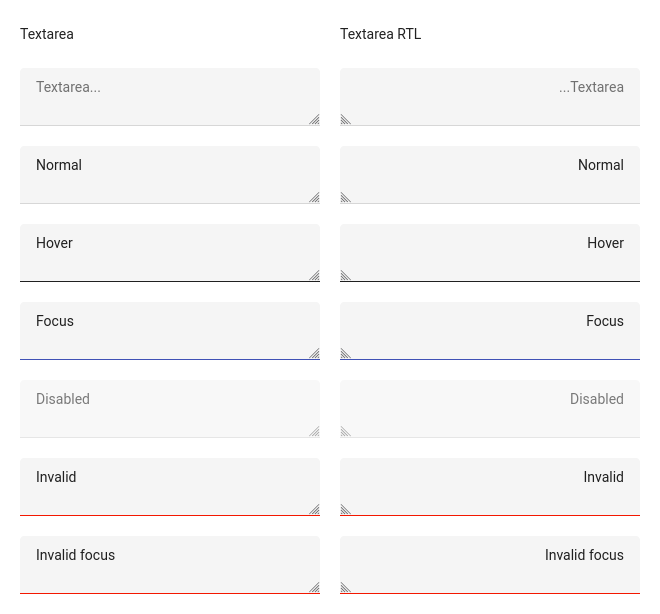 Textarea
Textarea RTL
Textarea...
...Textarea
Normal
Normal
Hover
Hover
Focus
Focus
Disabled
Disabled
Invalid
Invalid
Invalid focus
Invalid focus